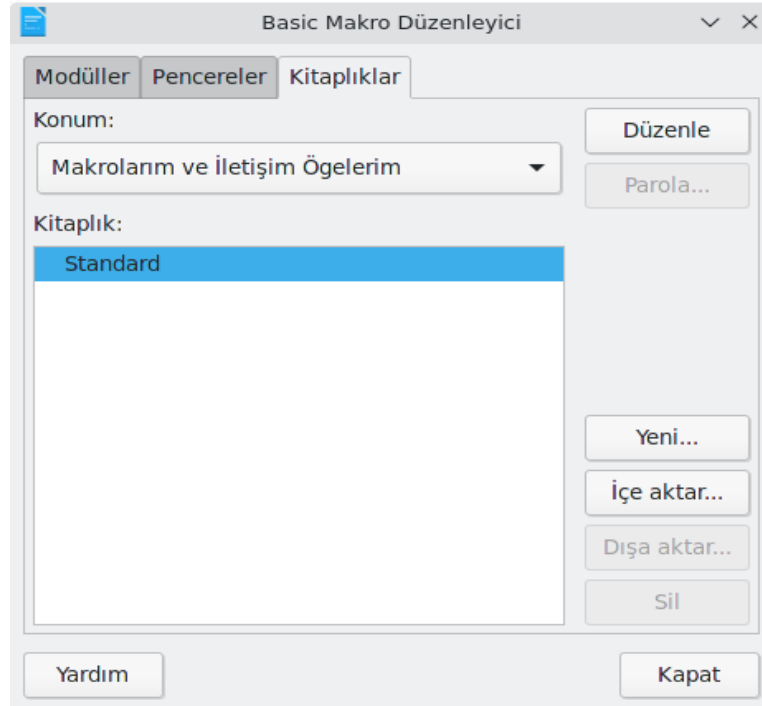 Basic Makro Düzenleyici
Modüller Pencereler Kitaplıklar
Konum:
Düzenle
Makrolarım ve İletişim Ögelerim
Parola...
Kitaplık:
Standard
Yeni...
İçe aktar...
Dışa aktar...
Sil
Yardım
Kapat